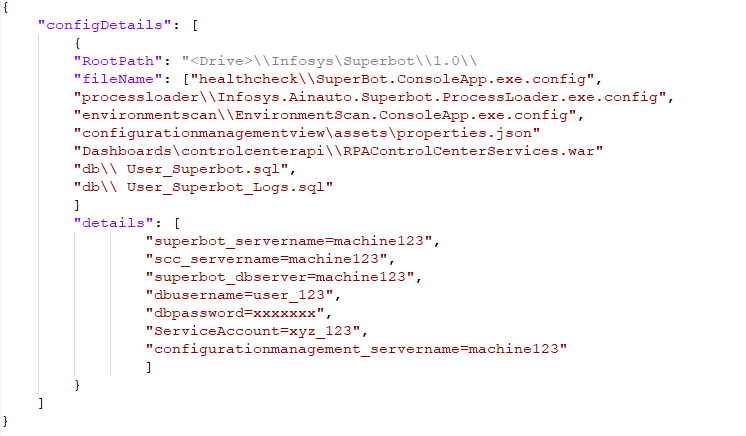 {
"configDetails": [
{
"RootPath": "<Drive>\\Infosys\Superbot\\1.0\\
"fileName": ["healthcheck\\SuperBot.ConsoleApp.exe.config",
"processloader\\Infosys.Ainauto.Superbot.ProcessLoader.exe.config",
"environmentscan\\EnvironmentScan.ConsoleApp.exe.config",
"configurationmanagementview\assets\properties.json"
"Dashboards\controlcenterapi\\RPAControlCenterServices.war"
"db\\ User_Superbot.sql",
"db\\ User_Superbot_Logs.sql"
]
"details": [
"superbot_servername=machine123",
"scc_servername=machine123",
"superbot_dbserver=machine123",
"dbusername=user_123",
"dbpassword=xxxxxxx",
"ServiceAccount=xyz_123",
"configurationmanagement_servername=machine123"
]
}
]
}